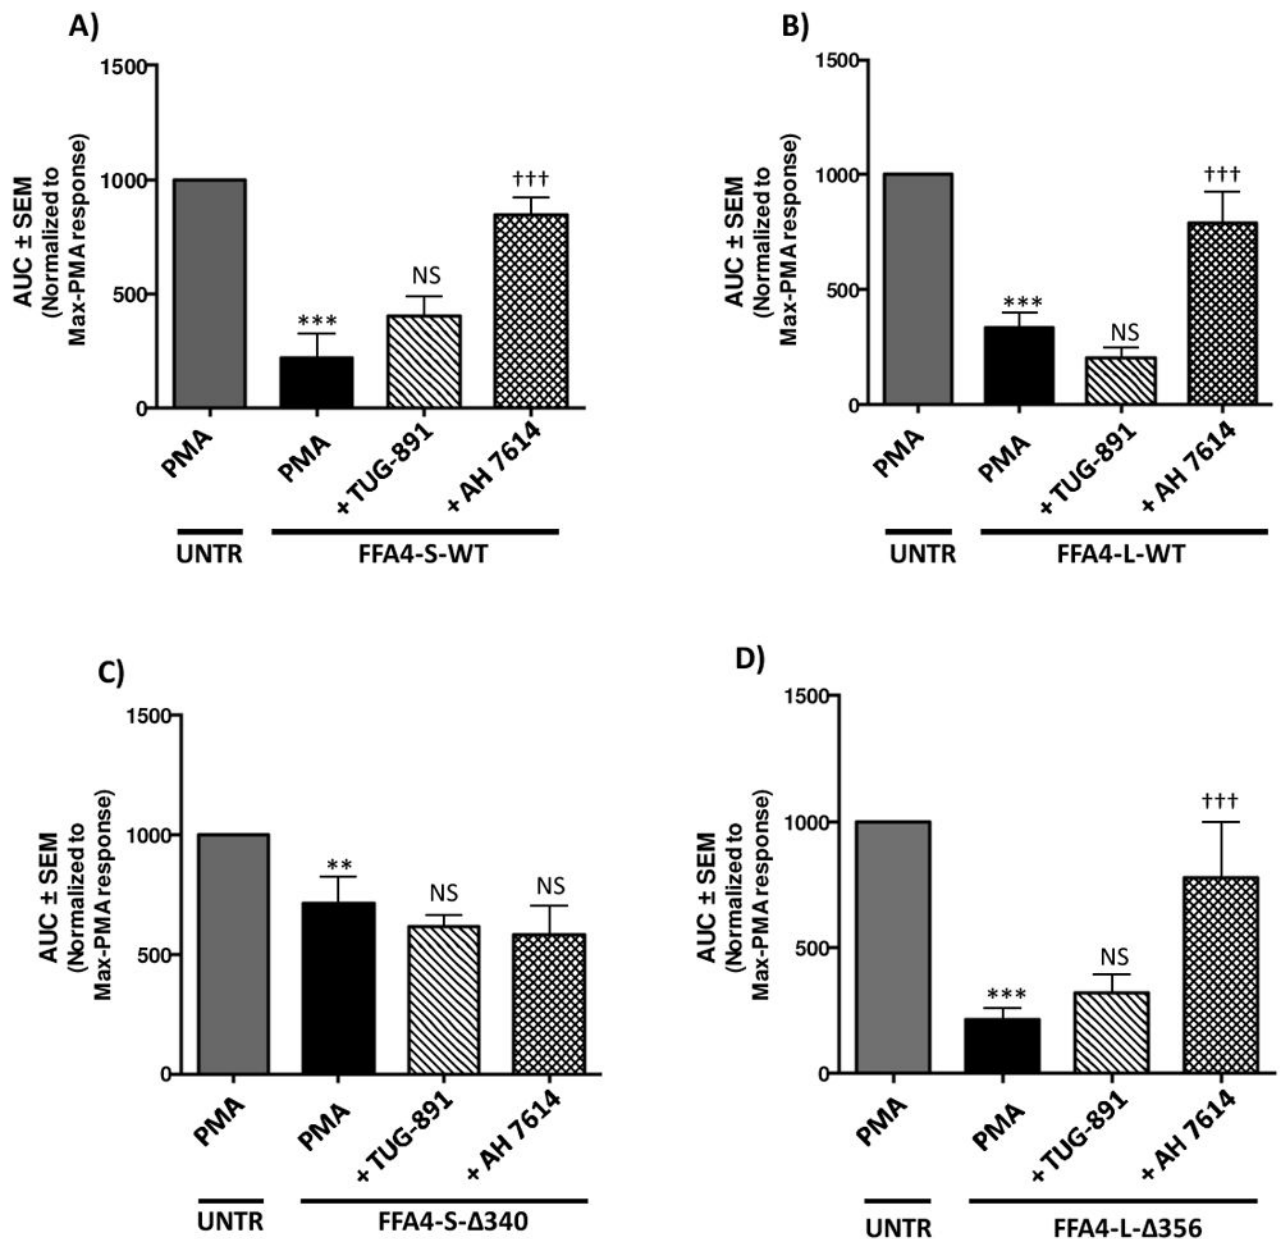 A)
AUC ± SEM
(Normalized to
Max-PMA response)
1500
1000
500
0
***
NS
†††
PMA
PMA
+ TUG-891
+ AH 7614
UNTR
FFA4-S-WT
B)
AUC ± SEM
(Normalized to
Max-PMA response)
1500
1000
500
0
***
NS
†††
PMA
PMA
+ TUG-891
+ AH 7614
UNTR
FFA4-L-WT
C)
AUC ± SEM
(Normalized to
Max-PMA response)
1500
1000
500
0
**
NS
NS
PMA
PMA
+ TUG-891
+ AH 7614
UNTR
FFA4-S-Δ340
D)
AUC ± SEM
(Normalized to
Max-PMA response)
1500
1000
500
0
***
NS
†††
PMA
PMA
+ TUG-891
+ AH 7614
UNTR
FFA4-L-Δ356